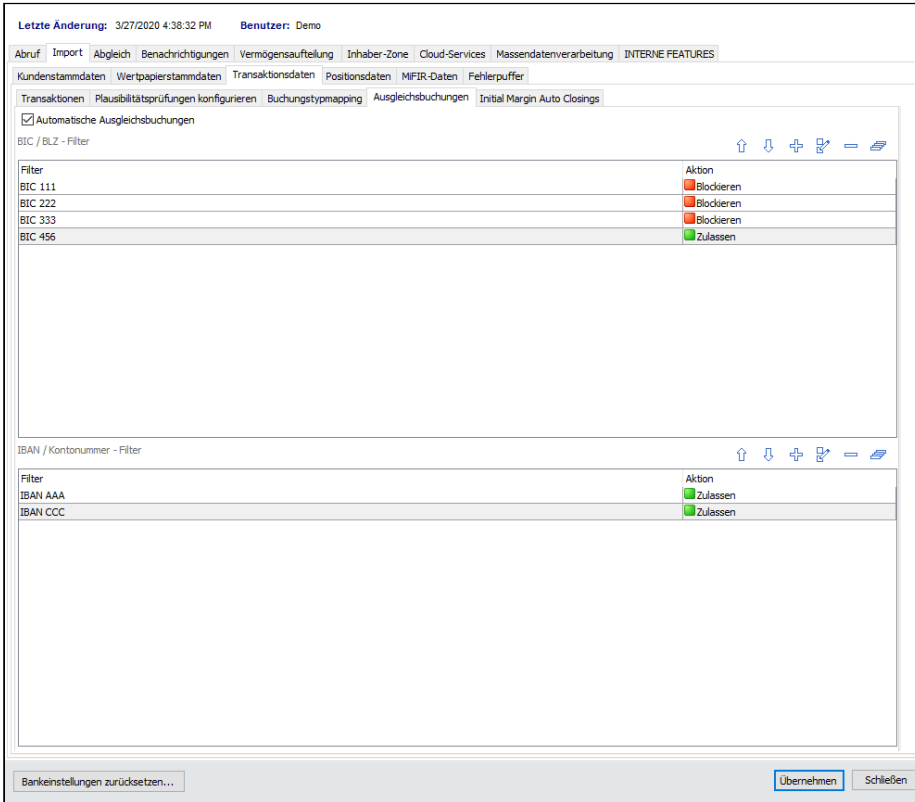 Letzte Änderung: 3/27/2020 4:38:32 PM Benutzer: Demo
Abruf Import Abgleich Benachrichtigungen Vermögensaufteilung Inhaber-Zone Cloud-Services Massendatenverarbeitung INTERNE FEATURES
Kundenstammdaten Wertpapierstammdaten Transaktionsdaten Positionsdaten MiFIR-Daten Fehlerpuffer
Transaktionen Plausibilitätsprüfungen konfigurieren Buchungstypmapping Ausgleichsbuchungen Initial Margin Auto Closings
Automatische Ausgleichsbuchungen
BIC / BLZ - Filter
Filter Aktion
BIC 111 Blockieren
BIC 222 Blockieren
BIC 333 Blockieren
BIC 456 Zulassen
IBAN / Kontonummer - Filter
Filter Aktion
IBAN AAA Zulassen
IBAN CCC Zulassen
Bankeinstellungen zurücksetzen... Übernehmen Schließen